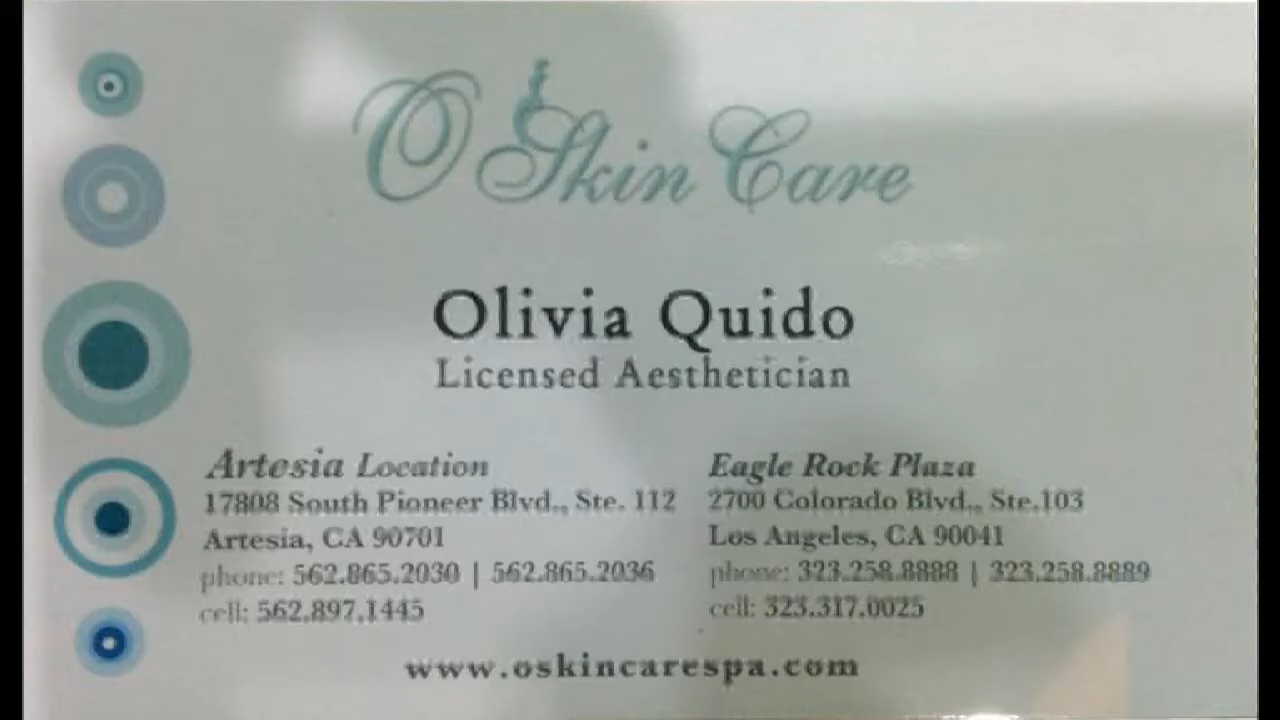 O Skin Care
Olivia Quido
Licensed Aesthetician
Artesia Location
17808 South Pioneer Blvd., Ste. 112
Artesia, CA 90701
phone: 562.865.2030 | 562.865.2036
cell: 562.897.1445
Eagle Rock Plaza
2700 Colorado Blvd., Ste.103
Los Angeles, CA 90041
phone: 323.258.8888 | 323.258.8889
cell: 323.317.0025
www.oskincarespa.com